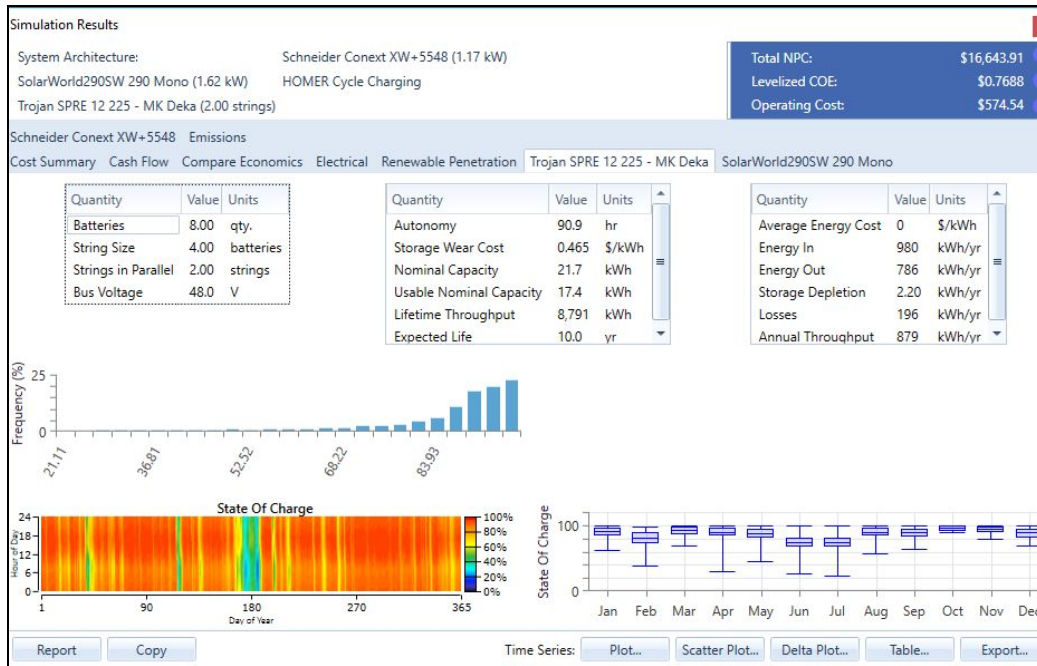 Simulation Results
System Architecture: Schneider Conext XW+5548 (1.17 kW) Total NPC: $16,643.91
SolarWorld290SW 290 Mono (1.62 kW) HOMER Cycle Charging Levelized COE: $0.7688
Trojan SPRE 12 225 - MK Deka (2.00 strings) Operating Cost: $574.54
Schneider Conext XW+5548 Emissions
Cost Summary Cash Flow Compare Economics Electrical Renewable Penetration Trojan SPRE 12 225 - MK Deka SolarWorld290SW 290 Mono
Quantity Value Units
Batteries 8.00 qty.
String Size 4.00 batteries
Strings in Parallel 2.00 strings
Bus Voltage 48.0 V
Quantity Value Units
Autonomy 90.9 hr
Storage Wear Cost 0.465 $/kWh
Nominal Capacity 21.7 kWh
Usable Nominal Capacity 17.4 kWh
Lifetime Throughput 8,791 kWh
Expected Life 10.0 yr
Quantity Value Units
Average Energy Cost 0 $/kWh
Energy In 980 kWh/yr
Energy Out 786 kWh/yr
Storage Depletion 2.20 kWh/yr
Losses 196 kWh/yr
Annual Throughput 879 kWh/yr
Frequency (%)
25
0
21.11 36.81 52.52 68.22 83.93
State Of Charge
Hour of Day
24
18
12
6
0
1 90 180 270 365
Day of Year
100%
80%
60%
40%
20%
0%
State Of Charge
100
0
Jan Feb Mar Apr May Jun Jul Aug Sep Oct Nov Dec
Report Copy Time Series: Plot... Scatter Plot... Delta Plot... Table... Export...